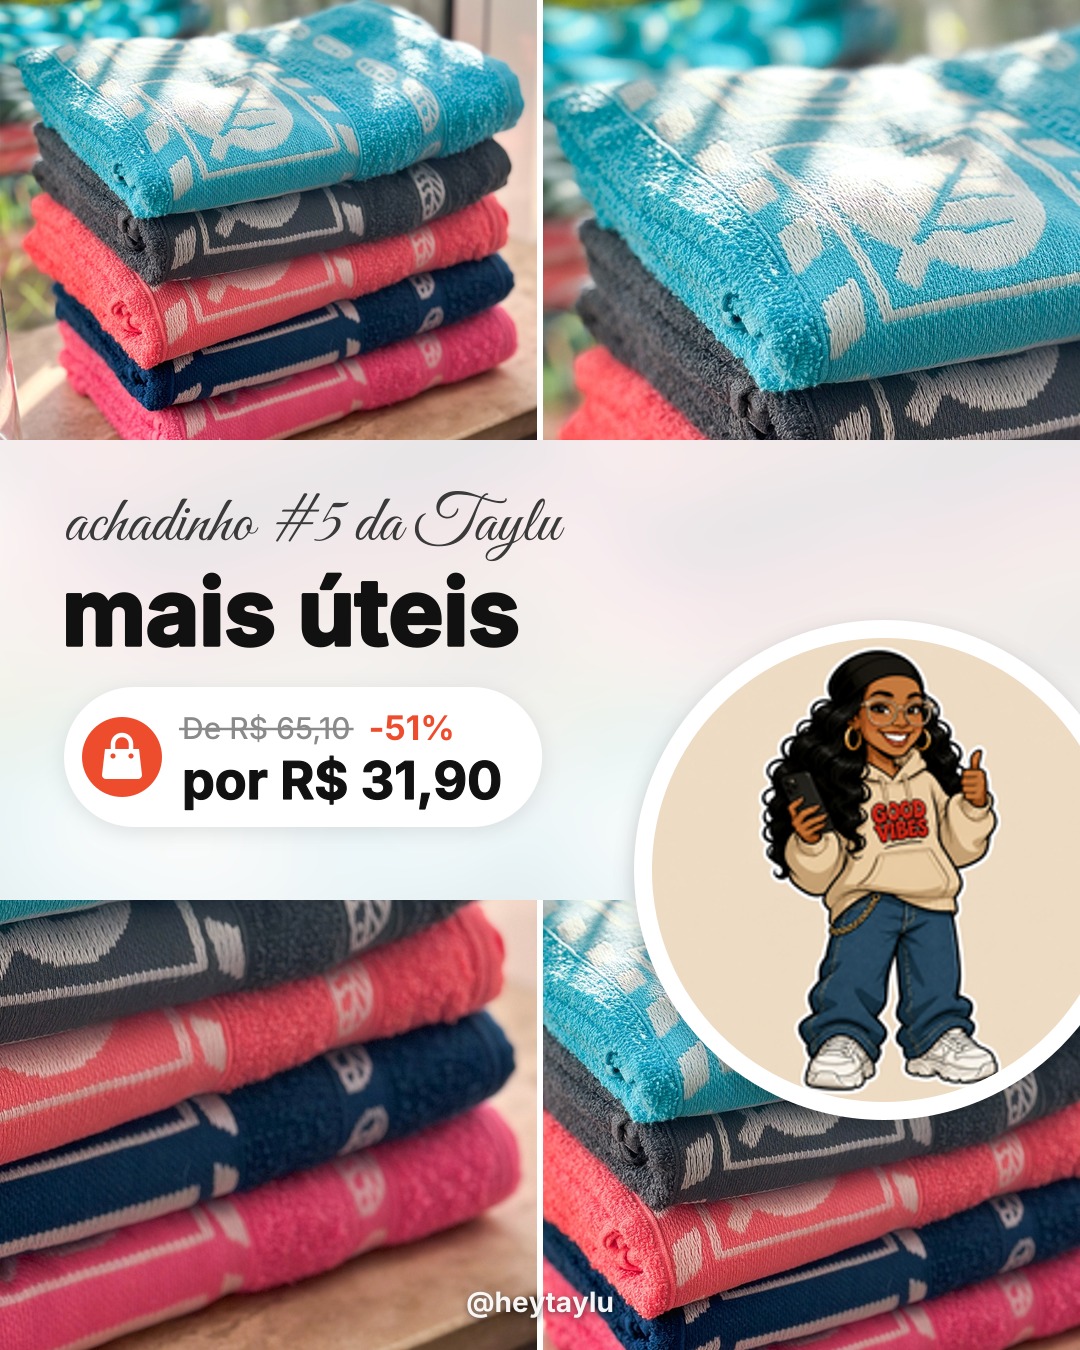 achadinho #5 da Taylu
mais úteis
De R$ 65,10 -51%
por R$ 31,90
GOOD
VIBES
@heytaylu